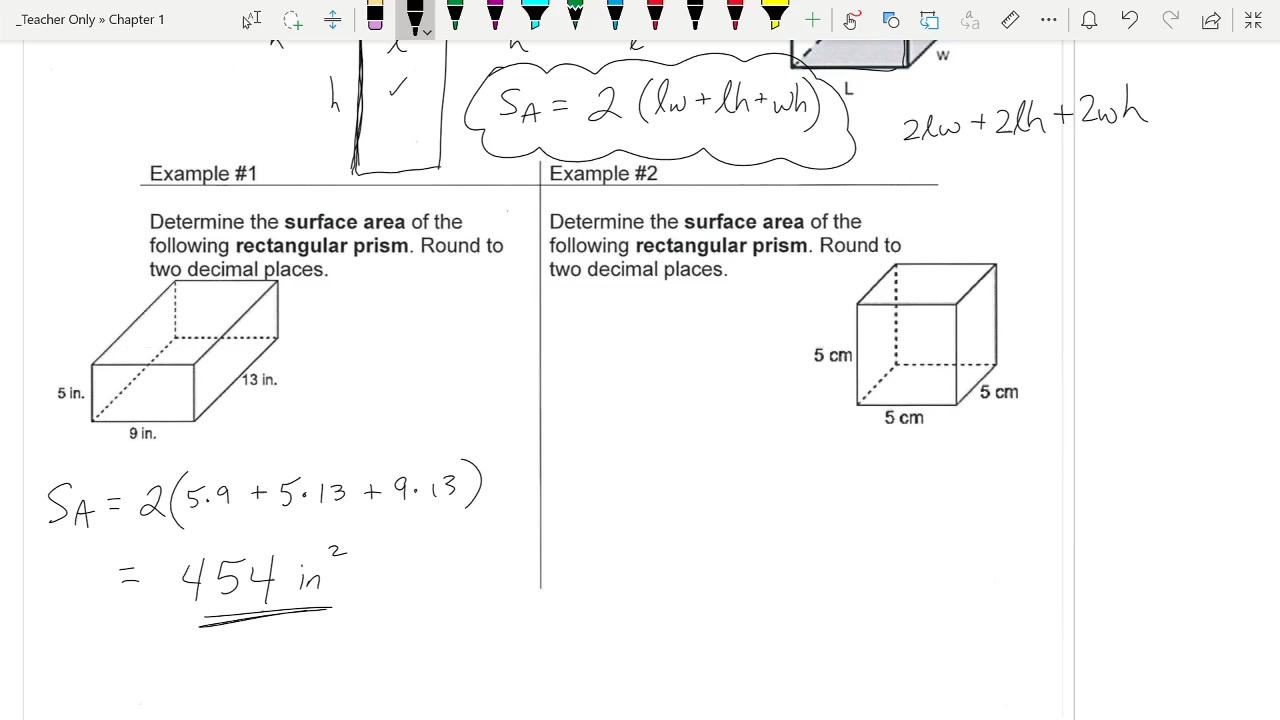 _Teacher Only » Chapter 1
h
✓
S_A = 2 (lw + lh + wh)
w
L
2lw + 2lh + 2wh
Example #1
Determine the surface area of the
following rectangular prism. Round to
two decimal places.
5 in.
13 in.
9 in.
S_A = 2(5·9 + 5·13 + 9·13)
= 454 in²
Example #2
Determine the surface area of the
following rectangular prism. Round to
two decimal places.
5 cm
5 cm
5 cm